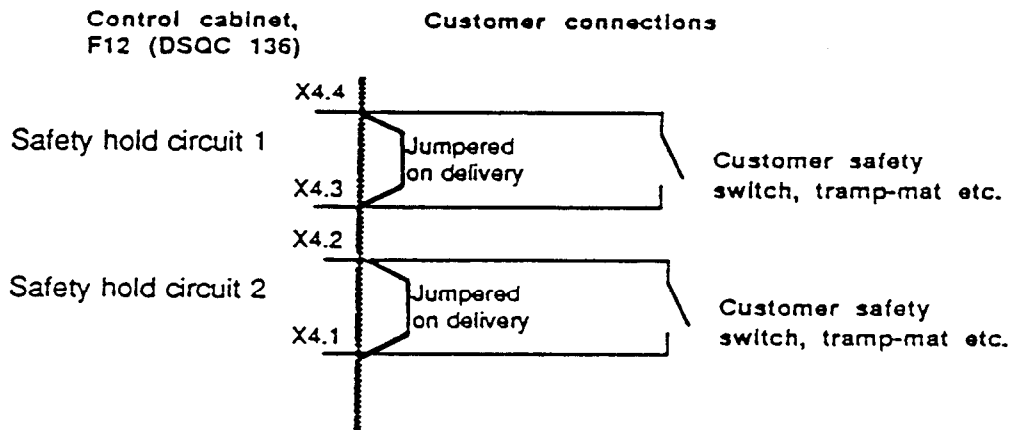 Control cabinet,
F12 (DSQC 136)
Customer connections
X4.4
Safety hold circuit 1
Jumpered
on delivery
X4.3
Customer safety
switch, tramp-mat etc.
X4.2
Safety hold circuit 2
Jumpered
on delivery
X4.1
Customer safety
switch, tramp-mat etc.